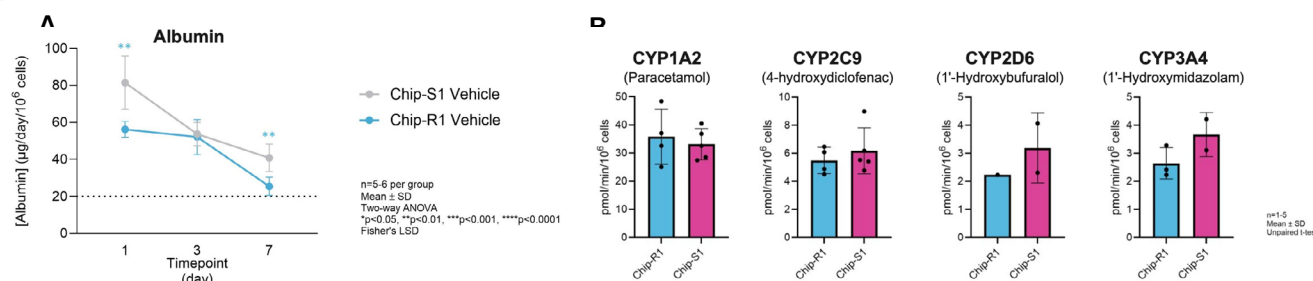 A
Albumin
[Albumin] (µg/day/10⁶ cells)
100
80
60
40
20
0
**
**
1
3
7
Timepoint
(day)
Chip-S1 Vehicle
Chip-R1 Vehicle
n=5-6 per group
Mean ± SD
Two-way ANOVA
*p<0.05, **p<0.01, ***p<0.001, ****p<0.0001
Fisher's LSD
B
CYP1A2
(Paracetamol)
pmol/min/10⁶ cells
50
40
30
20
10
0
Chip-R1
Chip-S1
CYP2C9
(4-hydroxydiclofenac)
pmol/min/10⁶ cells
10
8
6
4
2
0
Chip-R1
Chip-S1
CYP2D6
(1'-Hydroxybufuralol)
pmol/min/10⁶ cells
5
4
3
2
1
0
Chip-R1
Chip-S1
CYP3A4
(1'-Hydroxymidazolam)
pmol/min/10⁶ cells
5
4
3
2
1
0
Chip-R1
Chip-S1
n=1-5
Mean ± SD
Unpaired